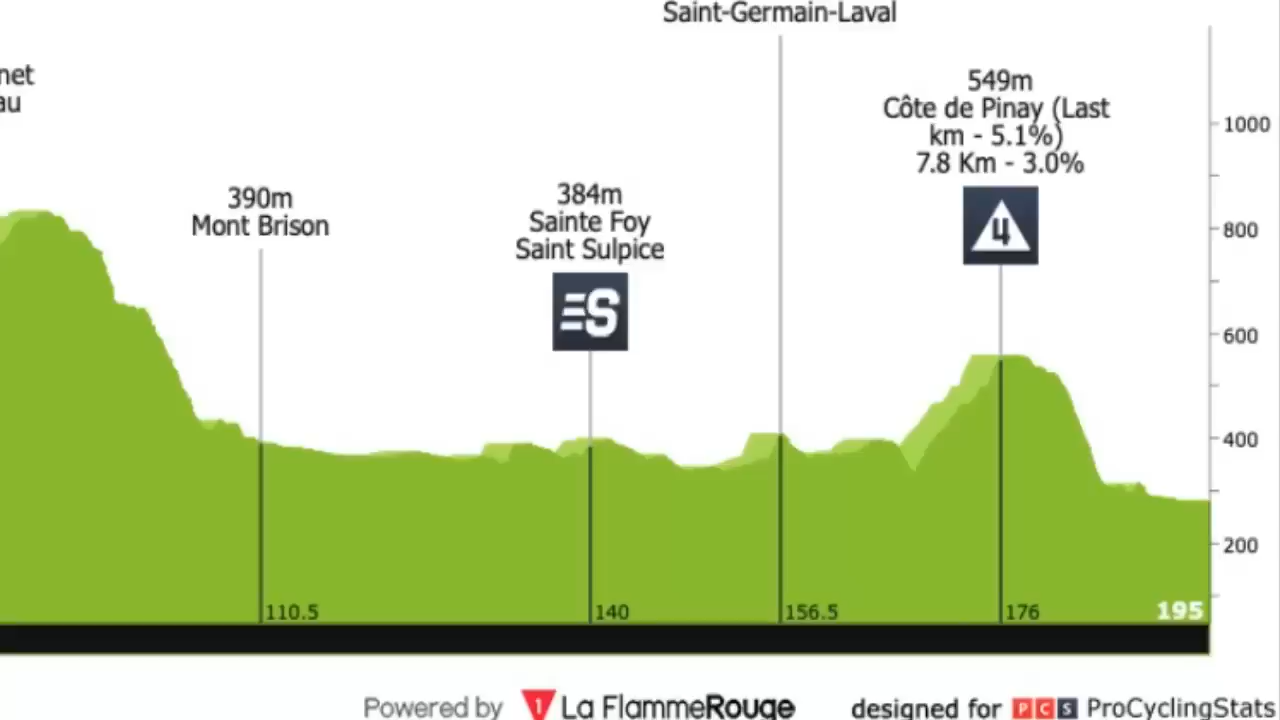 Saint-Germain-Laval
net
au
549m
Côte de Pinay (Last
km - 5.1%)
7.8 Km - 3.0%
4
390m
Mont Brison
384m
Sainte Foy
Saint Sulpice
S
1000
800
600
400
200
110.5
140
156.5
176
195
Powered by 1 La FlammeRouge
designed for PCS ProCyclingStats